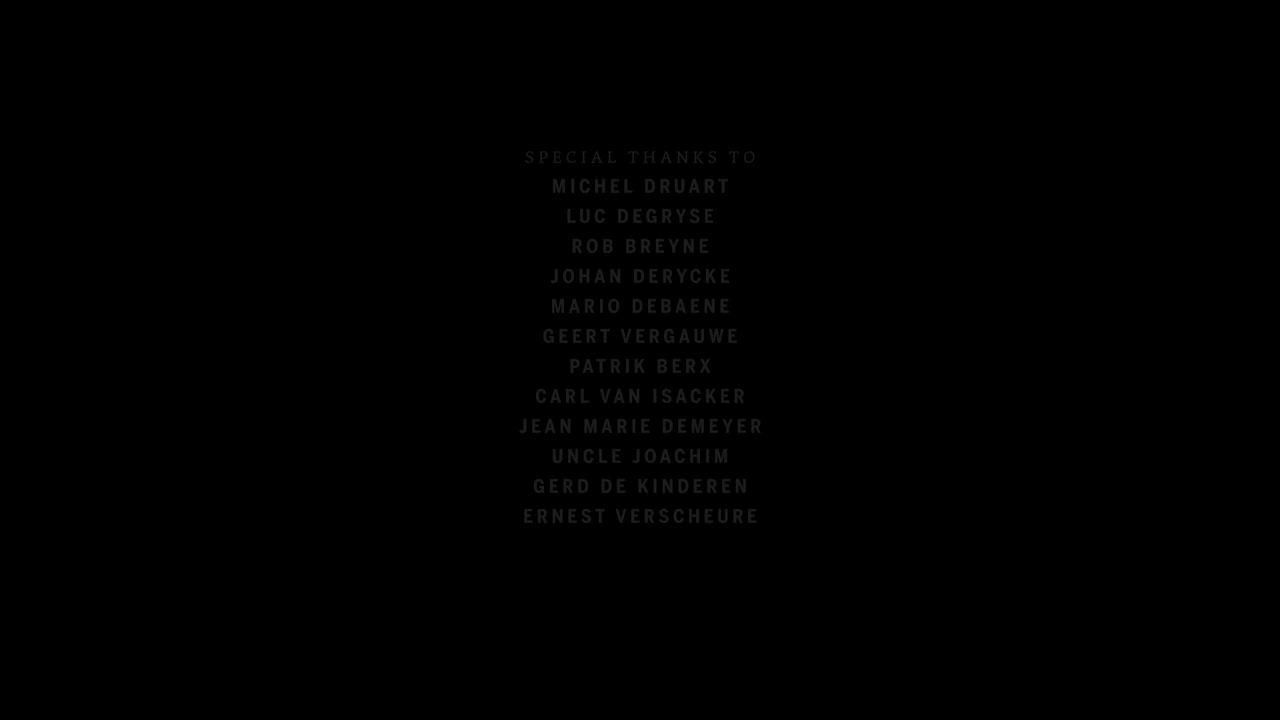 SPECIAL THANKS TO
MICHEL DRUART
LUC DEGRYSE
ROB BREYNE
JOHAN DERYCKE
MARIO DEBAENE
GEERT VERGAUWE
PATRIK BERX
CARL VAN ISACKER
JEAN MARIE DEMEYER
UNCLE JOACHIM
GERD DE KINDEREN
ERNEST VERSCHEURE